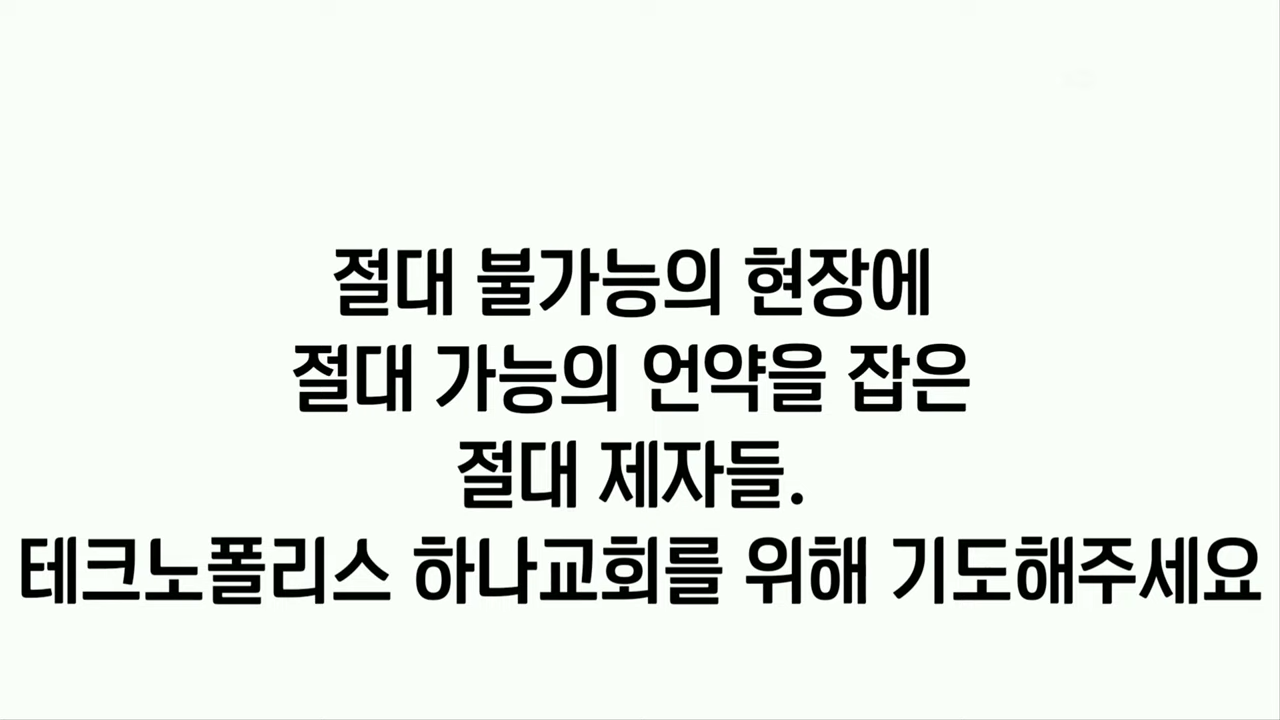 절대 불가능의 현장에
절대 가능의 언약을 잡은
절대 제자들.
테크노폴리스 하나교회를 위해 기도해주세요